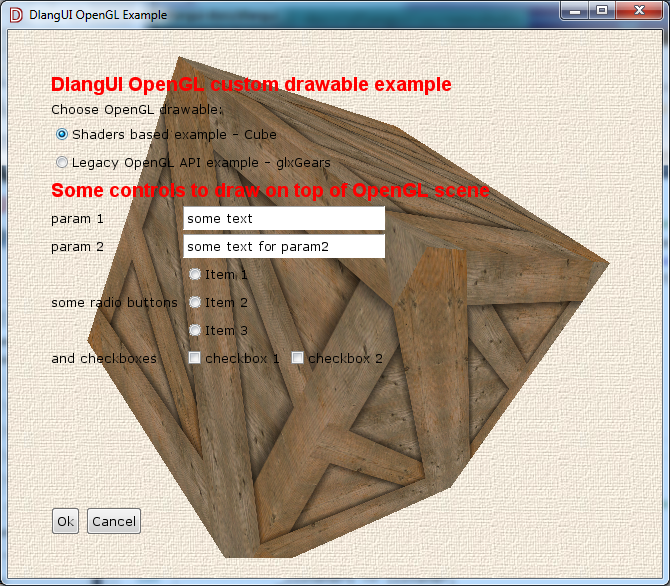 DlangUI OpenGL Example
DlangUI OpenGL custom drawable example
Choose OpenGL drawable:
Shaders based example - Cube
Legacy OpenGL API example - glxGears
Some controls to draw on top of OpenGL scene
param 1 some text
param 2 some text for param2
Item 1
some radio buttons Item 2
Item 3
and checkboxes checkbox 1 checkbox 2
Ok Cancel